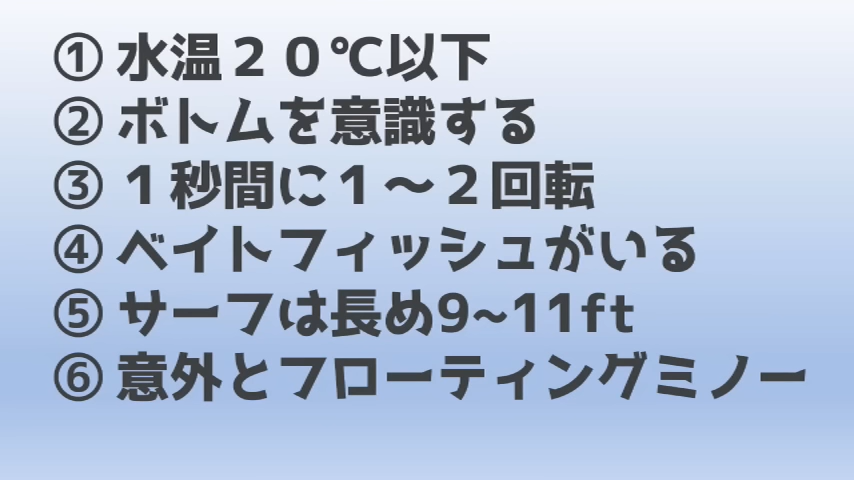 ① 水温２０℃以下
② ボトムを意識する
③ １秒間に１～２回転
④ ベイトフィッシュがいる
⑤ サーフは長め9~11ft
⑥ 意外とフローティングミノー